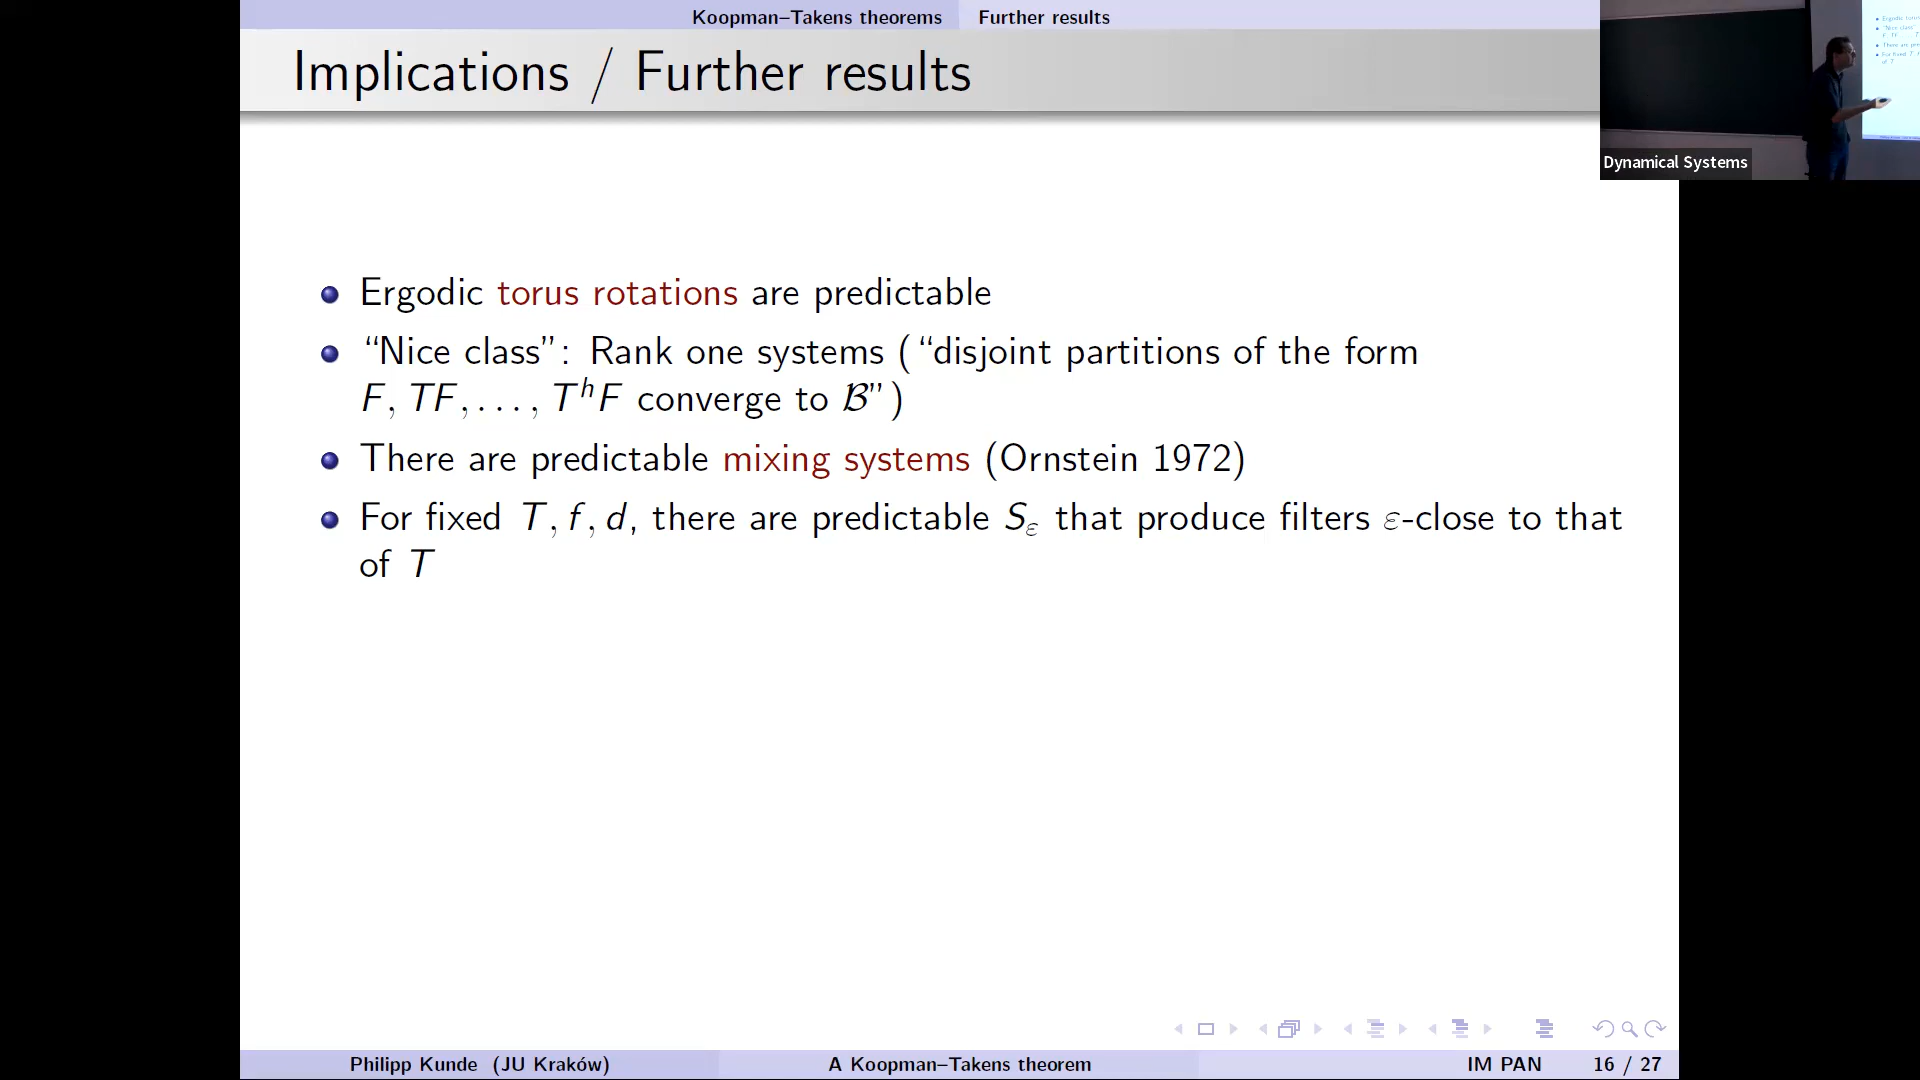 Koopman–Takens theorems Further results
Implications / Further results
Dynamical Systems
Ergodic torus rotations are predictable
“Nice class”: Rank one systems (“disjoint partitions of the form
F, TF, . . . , TʰF converge to 𝓑”)
There are predictable mixing systems (Ornstein 1972)
For fixed T, f, d, there are predictable S_ε that produce filters ε-close to that
of T
Philipp Kunde (JU Kraków) A Koopman–Takens theorem IM PAN 16 / 27